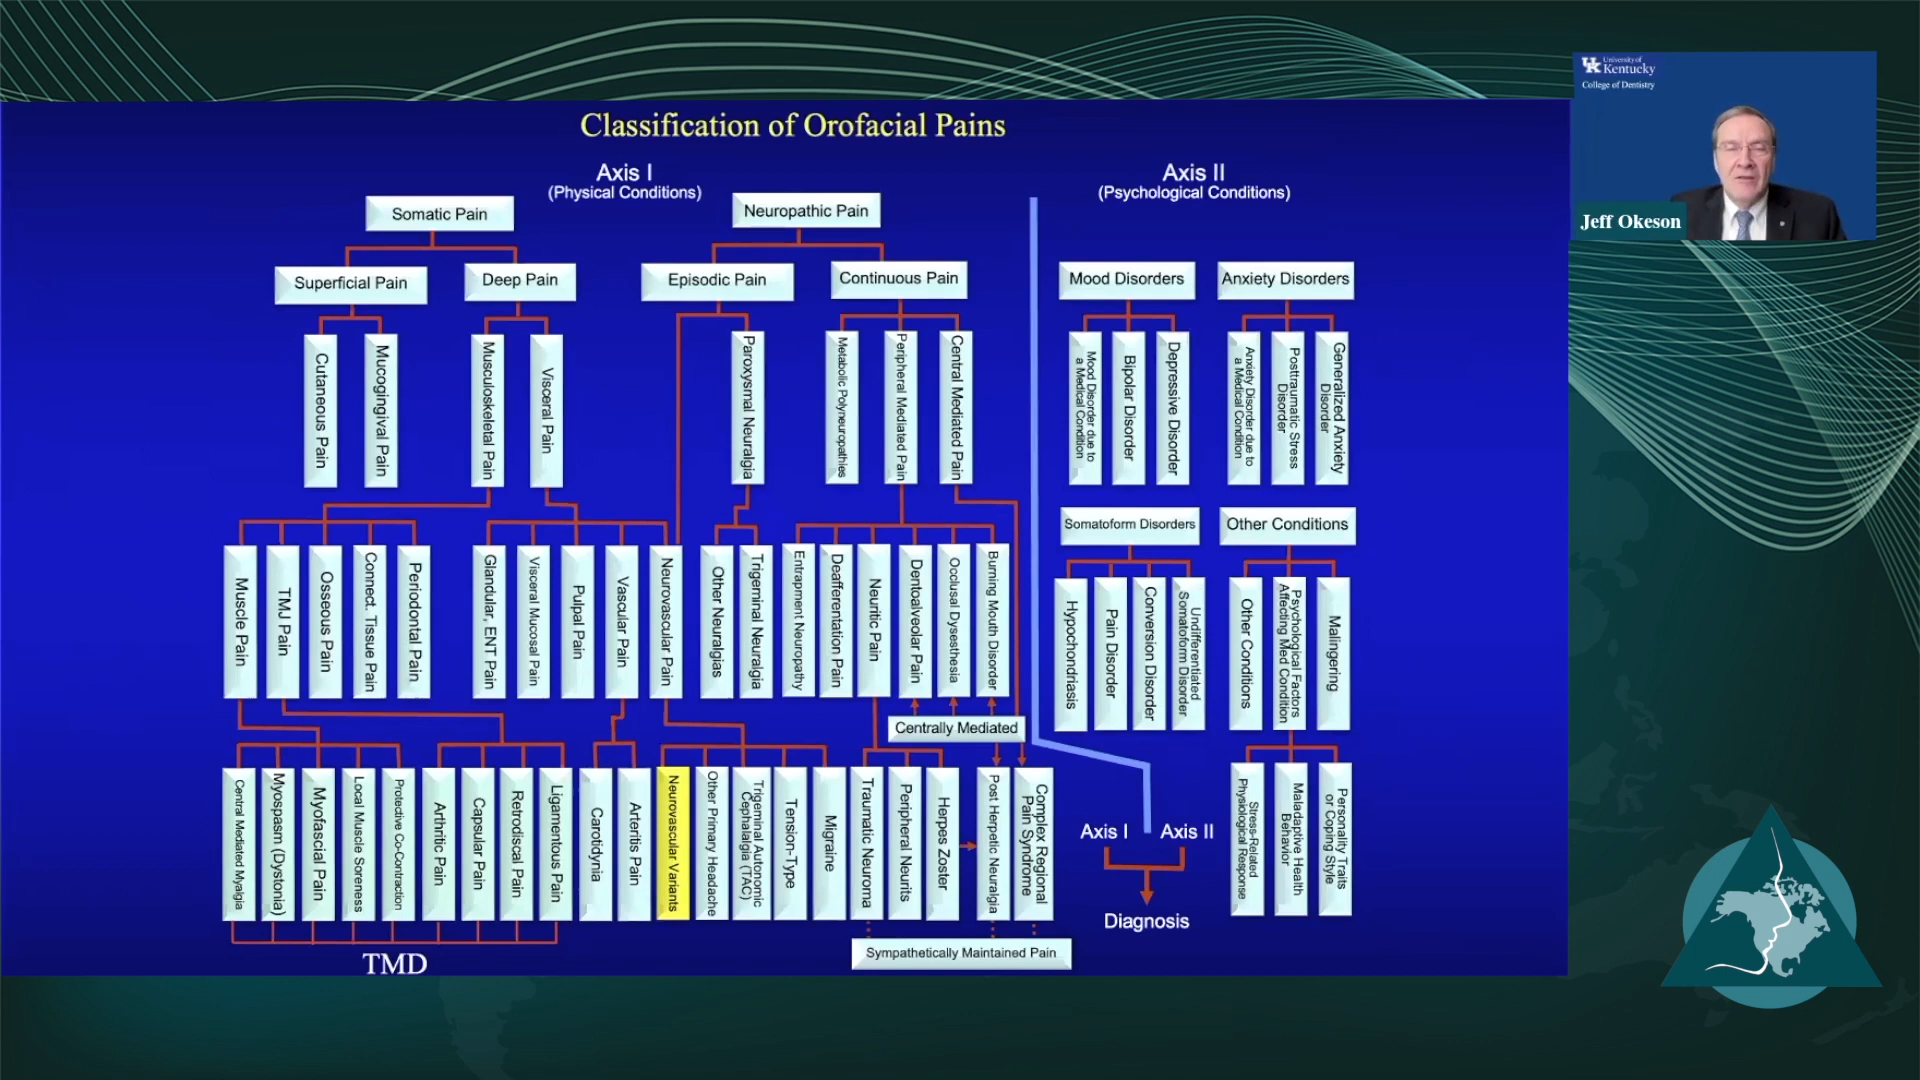 Classification of Orofacial Pains
Axis I
(Physical Conditions)
Axis II
(Psychological Conditions)
Somatic Pain
Neuropathic Pain
Superficial Pain
Deep Pain
Episodic Pain
Continuous Pain
Mood Disorders
Anxiety Disorders
Cutaneous Pain
Mucogingival Pain
Musculoskeletal Pain
Visceral Pain
Paroxysmal Neuralgia
Metabolic Polyneuropathies
Peripheral Mediated Pain
Central Mediated Pain
Mood Disorder due to
a Medical Condition
Bipolar Disorder
Depressive Disorder
Anxiety Disorder due to
a Medical Condition
Posttraumatic Stress
Disorder
Generalized Anxiety
Disorder
Somatoform Disorders
Other Conditions
Muscle Pain
TMJ Pain
Osseous Pain
Connect. Tissue Pain
Periodontal Pain
Glandular, ENT Pain
Visceral Mucosal Pain
Pulpal Pain
Vascular Pain
Neurovascular Pain
Other Neuralgias
Trigeminal Neuralgia
Entrapment Neuropathy
Deafferentation Pain
Neuritic Pain
Dentoalveolar Pain
Occlusal Dysesthesia
Burning Mouth Disorder
Hypochondriasis
Pain Disorder
Conversion Disorder
Undifferentiated
Somatoform Disorder
Other Conditions
Psychological Factors
Affecting Med Condition
Malingering
Centrally Mediated
Central Mediated Myalgia
Myospasm (Dystonia)
Myofascial Pain
Local Muscle Soreness
Protective Co-Contraction
Arthritic Pain
Capsular Pain
Retrodiscal Pain
Ligamentous Pain
Carotidynia
Arteritis Pain
Neurovascular Variants
Other Primary Headache
Trigeminal Autonomic
Cephalalgia (TAC)
Tension-Type
Migraine
Traumatic Neuroma
Peripheral Neurits
Herpes Zoster
Post Herpetic Neuralgia
Complex Regional
Pain Syndrome
Axis I
Axis II
Diagnosis
Stress-Related
Physiological Response
Maladaptive Health
Behavior
Personality Traits
or Coping Style
Sympathetically Maintained Pain
TMD
UK
University of
Kentucky
College of Dentistry
Jeff Okeson